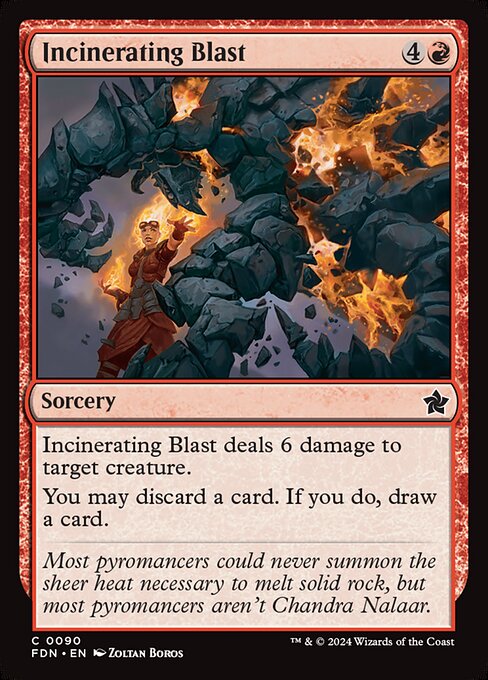 Incinerating Blast 4
Sorcery
Incinerating Blast deals 6 damage to
target creature.
You may discard a card. If you do, draw
a card.
Most pyromancers could never summon the
sheer heat necessary to melt solid rock, but
most pyromancers aren't Chandra Nalaar.
C 0090
™ & © 2024 Wizards of the Coast
FDN • EN Zoltan Boros